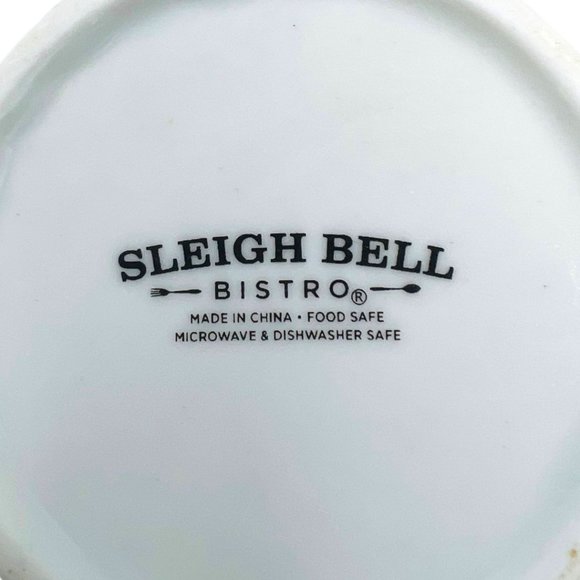 SLEIGH BELL
BISTRO®
MADE IN CHINA • FOOD SAFE
MICROWAVE & DISHWASHER SAFE